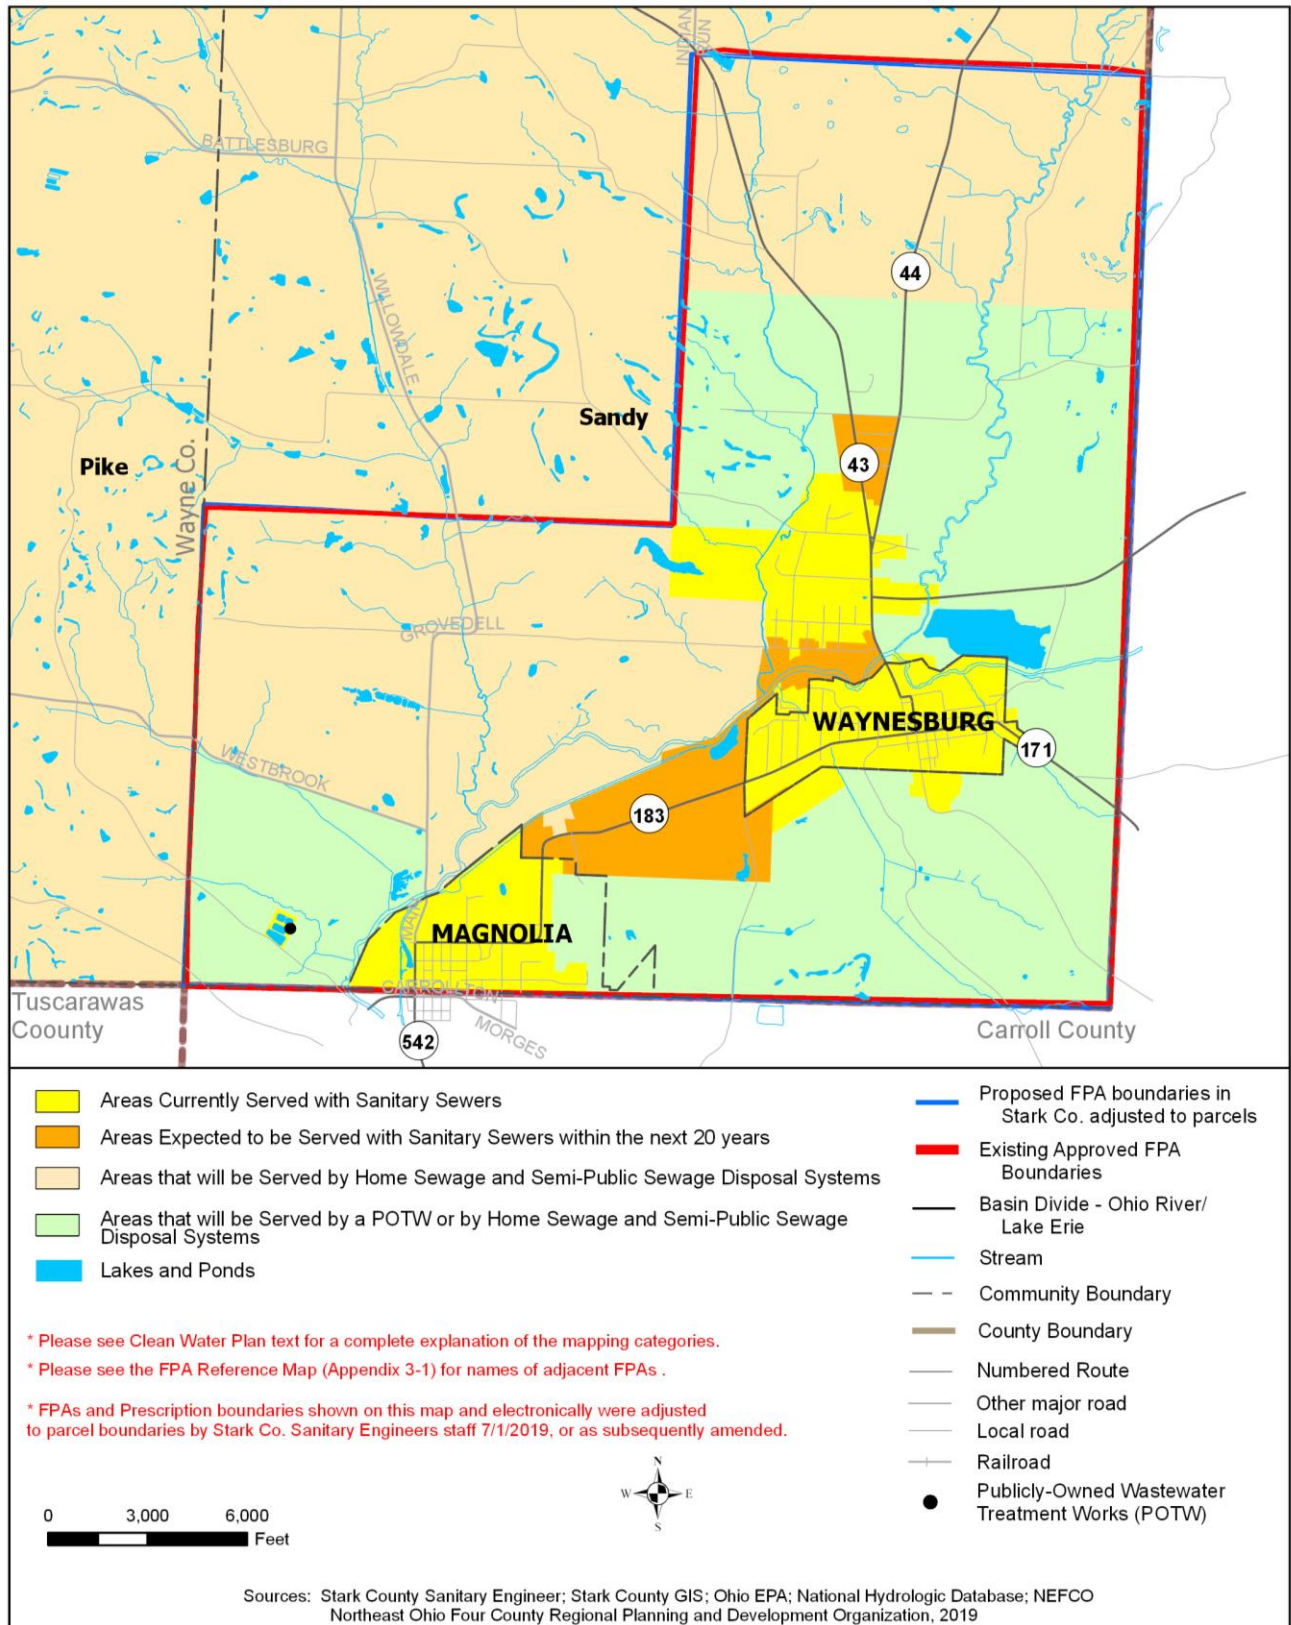 INDIAN RUN
BATTLESBURG
44
WILLOWDALE
Sandy
43
Pike
Wayne Co.
GROVEDELL
WAYNESBURG
171
WESTBROOK
183
MAGNOLIA
MAIN
CARROLLTON
MORGES
Tuscarawas
Coounty
Carroll County
542
Areas Currently Served with Sanitary Sewers
Areas Expected to be Served with Sanitary Sewers within the next 20 years
Areas that will be Served by Home Sewage and Semi-Public Sewage Disposal Systems
Areas that will be Served by a POTW or by Home Sewage and Semi-Public Sewage
Disposal Systems
Lakes and Ponds
Proposed FPA boundaries in
Stark Co. adjusted to parcels
Existing Approved FPA
Boundaries
Basin Divide - Ohio River/
Lake Erie
Stream
Community Boundary
County Boundary
Numbered Route
Other major road
Local road
Railroad
Publicly-Owned Wastewater
Treatment Works (POTW)
* Please see Clean Water Plan text for a complete explanation of the mapping categories.
* Please see the FPA Reference Map (Appendix 3-1) for names of adjacent FPAs .
* FPAs and Prescription boundaries shown on this map and electronically were adjusted
to parcel boundaries by Stark Co. Sanitary Engineers staff 7/1/2019, or as subsequently amended.
N
W E
S
0 3,000 6,000
Feet
Sources: Stark County Sanitary Engineer; Stark County GIS; Ohio EPA; National Hydrologic Database; NEFCO
Northeast Ohio Four County Regional Planning and Development Organization, 2019